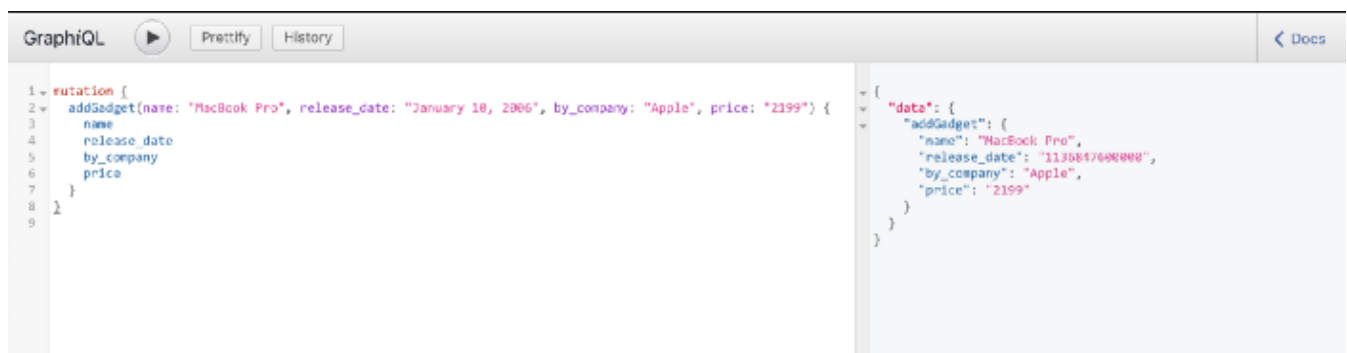 GraphiQL Prettify History Docs
1 mutation {
2 addGadget(name: "MacBook Pro", release_date: "January 10, 2006", by_company: "Apple", price: "2199") {
3 name
4 release_date
5 by_company
6 price
7 }
8 }
9
{
"data": {
"addGadget": {
"name": "MacBook Pro",
"release_date": "1136847600000",
"by_company": "Apple",
"price": "2199"
}
}
}